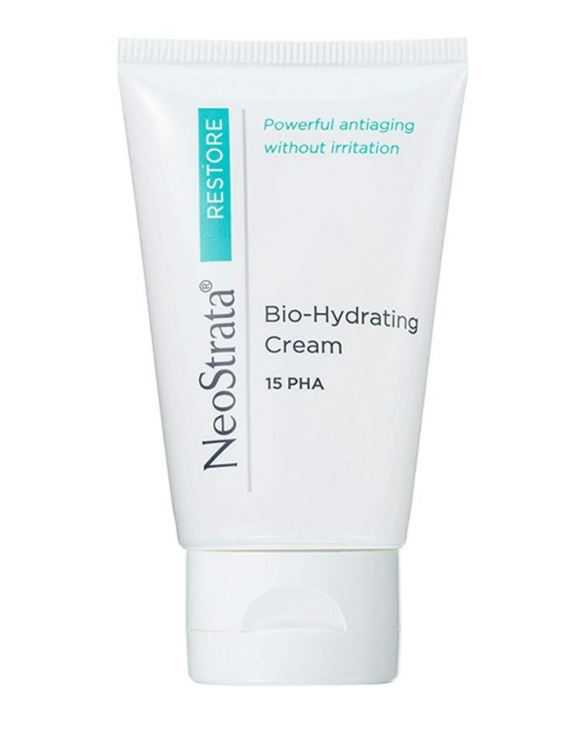 RESTORE
NeoStrata®
Powerful antiaging
without irritation
Bio-Hydrating
Cream
15 PHA